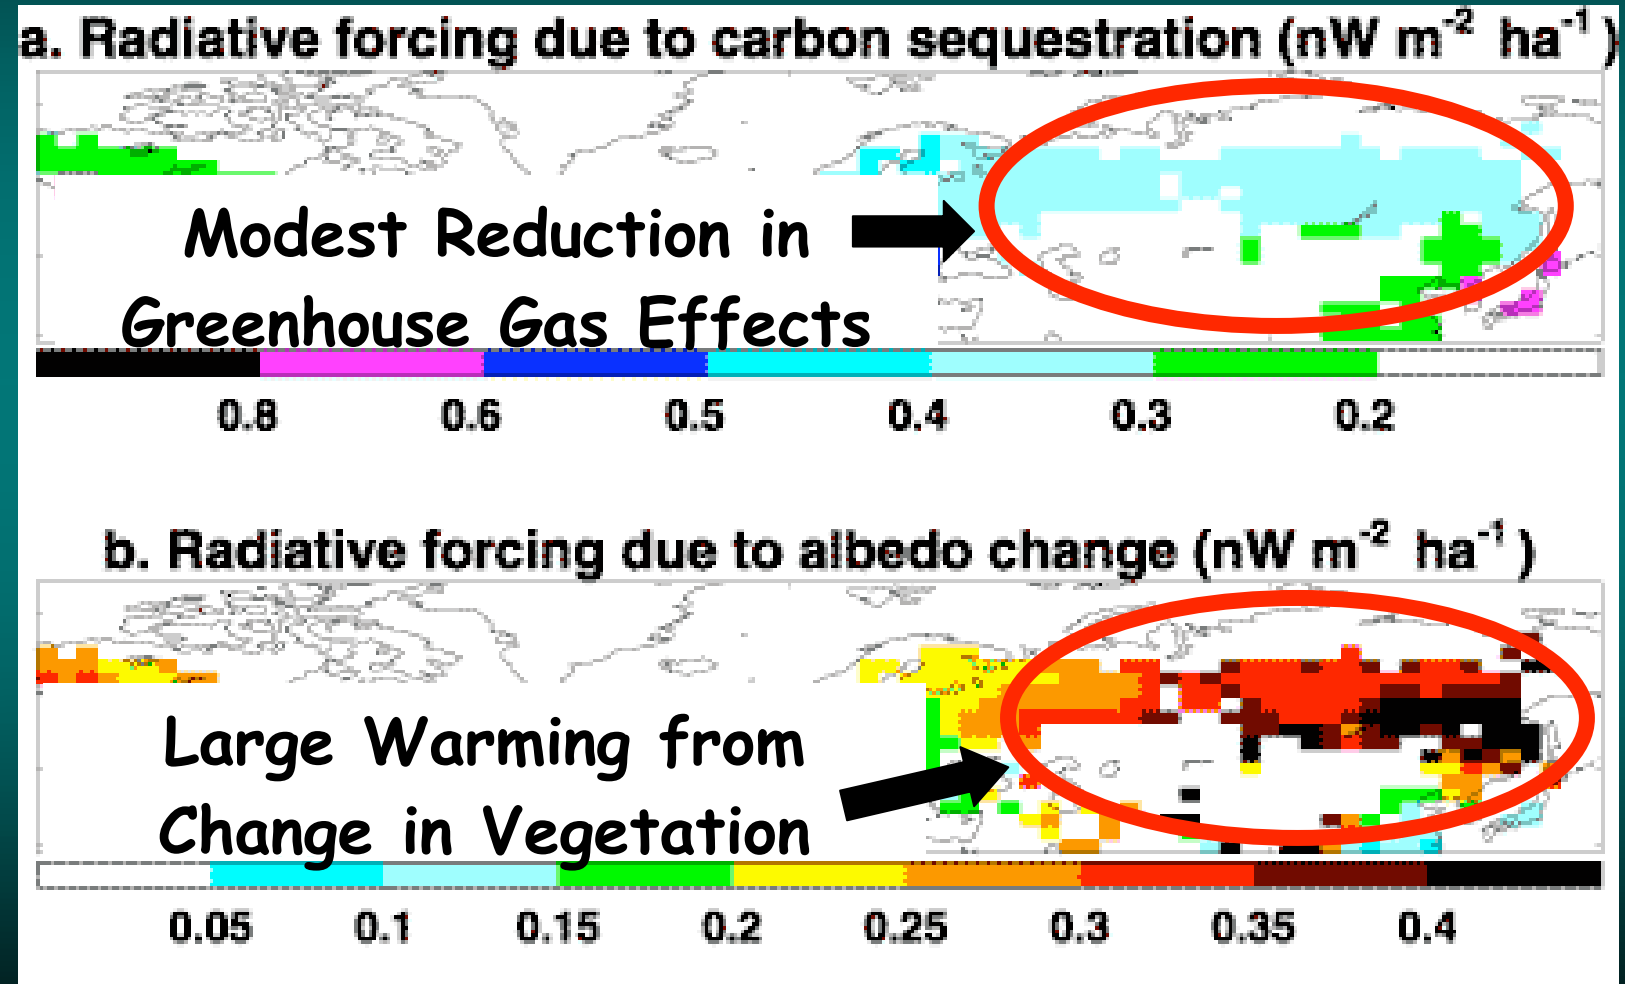 a. Radiative forcing due to carbon sequestration (nW m⁻² ha⁻¹)
Modest Reduction in
Greenhouse Gas Effects
0.8 0.6 0.5 0.4 0.3 0.2
b. Radiative forcing due to albedo change (nW m⁻² ha⁻¹)
Large Warming from
Change in Vegetation
0.05 0.1 0.15 0.2 0.25 0.3 0.35 0.4